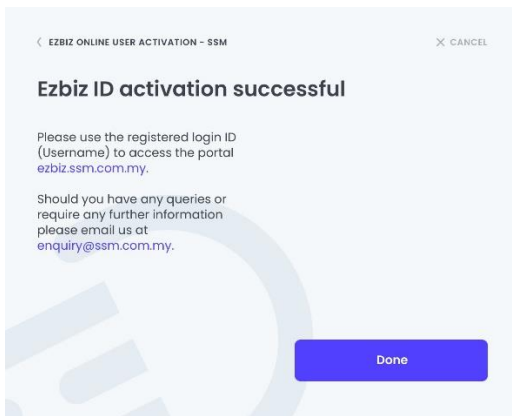 EZBIZ ONLINE USER ACTIVATION - SSM
CANCEL
Ezbiz ID activation successful
Please use the registered login ID
(Username) to access the portal
ezbiz.ssm.com.my.
Should you have any queries or
require any further information
please email us at
enquiry@ssm.com.my.
Done